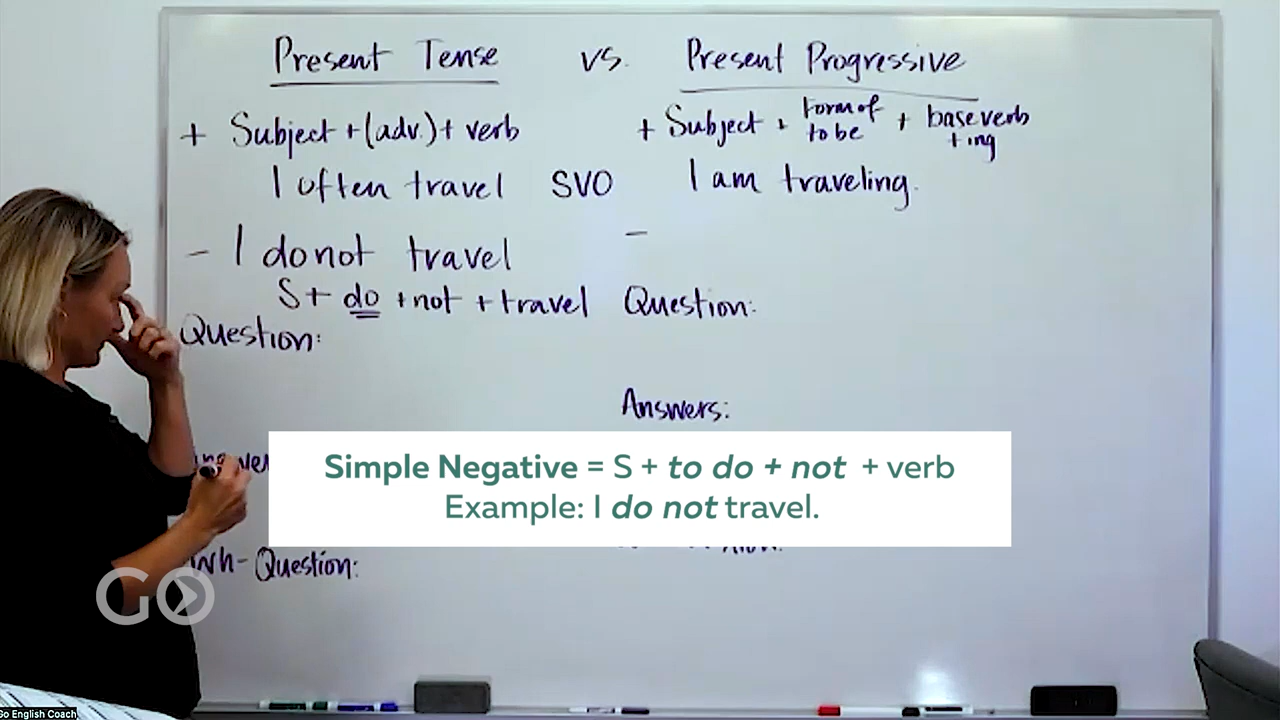 Present Tense vs. Present Progressive
+ Subject + (adv.) + verb
I often travel SVO
- I do not travel
S + do + not + travel
Question:
Wh- Question:
+ Subject + form of to be + base verb + ing
I am traveling.
-
Question:
Answers:
Simple Negative = S + to do + not + verb
Example: I do not travel.
GO
Go English Coach